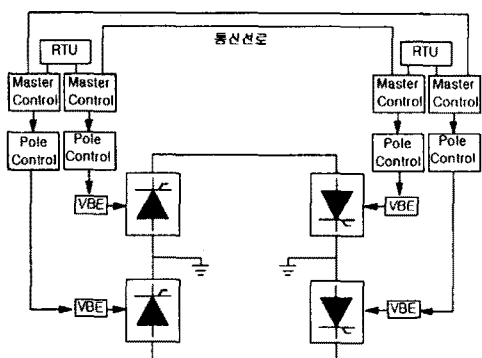 통신선로
RTU
RTU
Master
Control
Master
Control
Master
Control
Master
Control
Pole
Control
Pole
Control
Pole
Control
Pole
Control
VBE
VBE
VBE
VBE